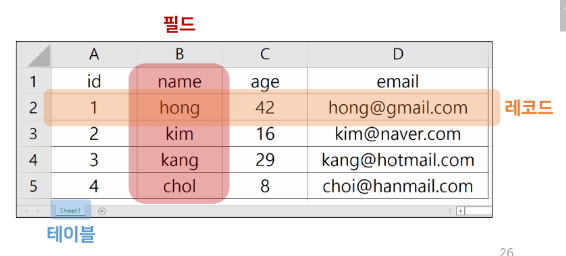 필드
A B C D
1 id name age email
2 1 hong 42 hong@gmail.com 레코드
3 2 kim 16 kim@naver.com
4 3 kang 29 kang@hotmail.com
5 4 chol 8 choi@hanmail.com
Sheet1
테이블
26